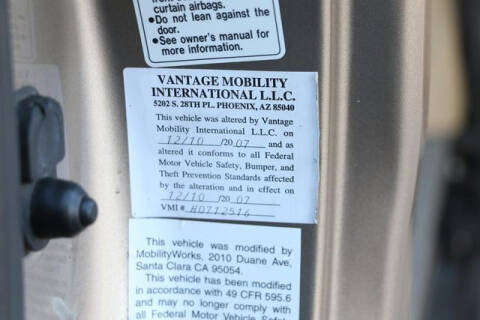 curtain airbags.
•Do not lean against the
door.
•See owner's manual for
more information.
VANTAGE MOBILITY
INTERNATIONAL L.L.C.
5202 S. 28TH PL. PHOENIX, AZ 85040
This vehicle was altered by Vantage
Mobility International L.L.C. on
12/10 /2007 and as
altered it conforms to all Federal
Motor Vehicle Safety, Bumper, and
Theft Prevention Standards affected
by the alteration and in effect on
12/10 /2007
VMI # H0712516
This vehicle was modified by
MobilityWorks, 2010 Duane Ave,
Santa Clara CA 95054.
This vehicle has been modified
in accordance with 49 CFR 595.6
and may no longer comply with
all Federal Motor Vehicle Safety